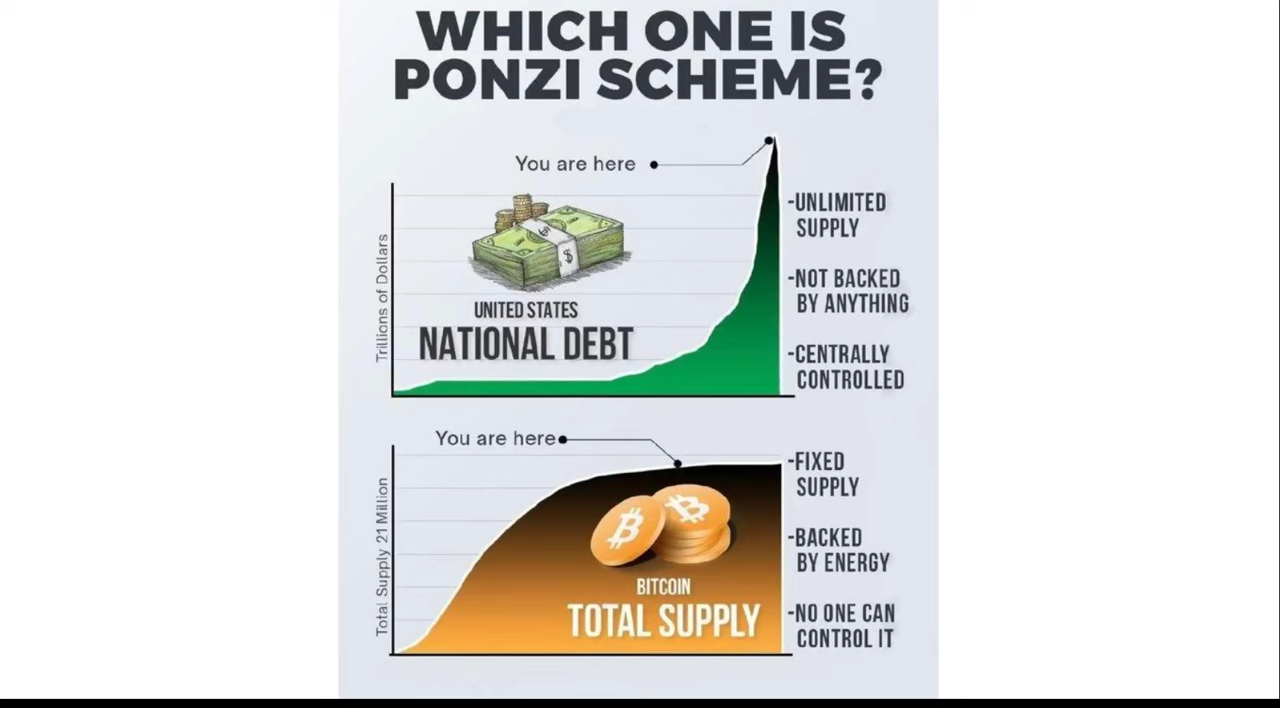 WHICH ONE IS
PONZI SCHEME?
You are here
Trillions of Dollars
UNITED STATES
NATIONAL DEBT
-UNLIMITED
SUPPLY
-NOT BACKED
BY ANYTHING
-CENTRALLY
CONTROLLED
You are here
Total Supply 21 Million
BITCOIN
TOTAL SUPPLY
-FIXED
SUPPLY
-BACKED
BY ENERGY
-NO ONE CAN
CONTROL IT